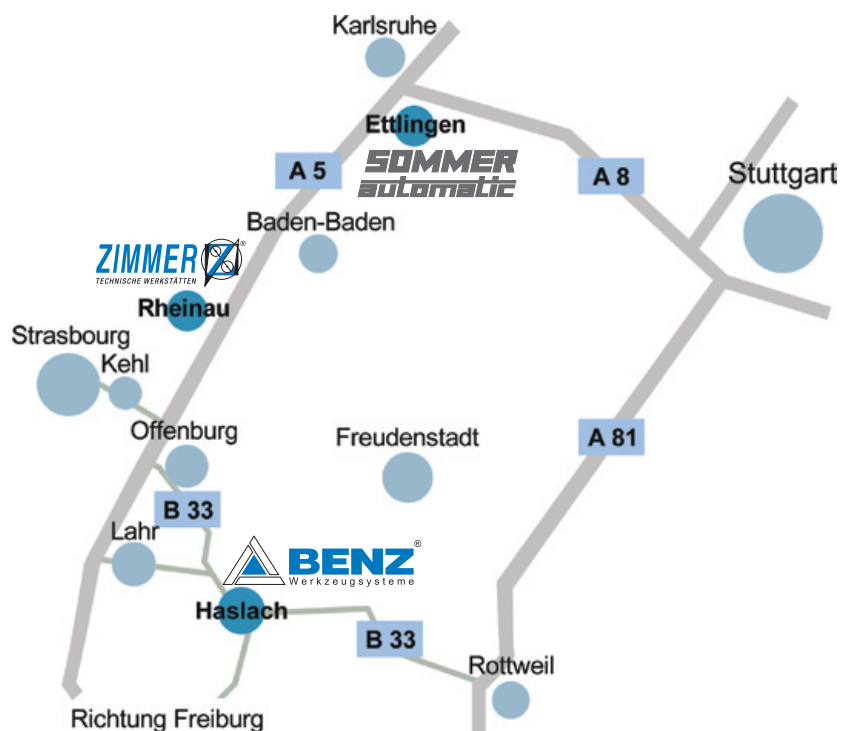 Karlsruhe
Ettlingen
SOMMER
automatic
A 5
A 8
Stuttgart
Baden-Baden
ZIMMER Z ®
TECHNISCHE WERKSTÄTTEN
Rheinau
Strasbourg
Kehl
Offenburg
Freudenstadt
A 81
B 33
Lahr
BENZ ®
Werkzeugsysteme
Haslach
B 33
Rottweil
Richtung Freiburg